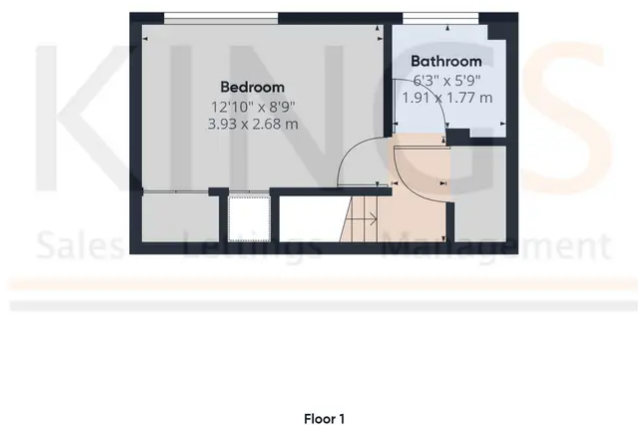 KINGS
Bedroom
12'10" x 8'9"
3.93 x 2.68 m
Bathroom
6'3" x 5'9"
1.91 x 1.77 m
Sales Lettings Management
Floor 1